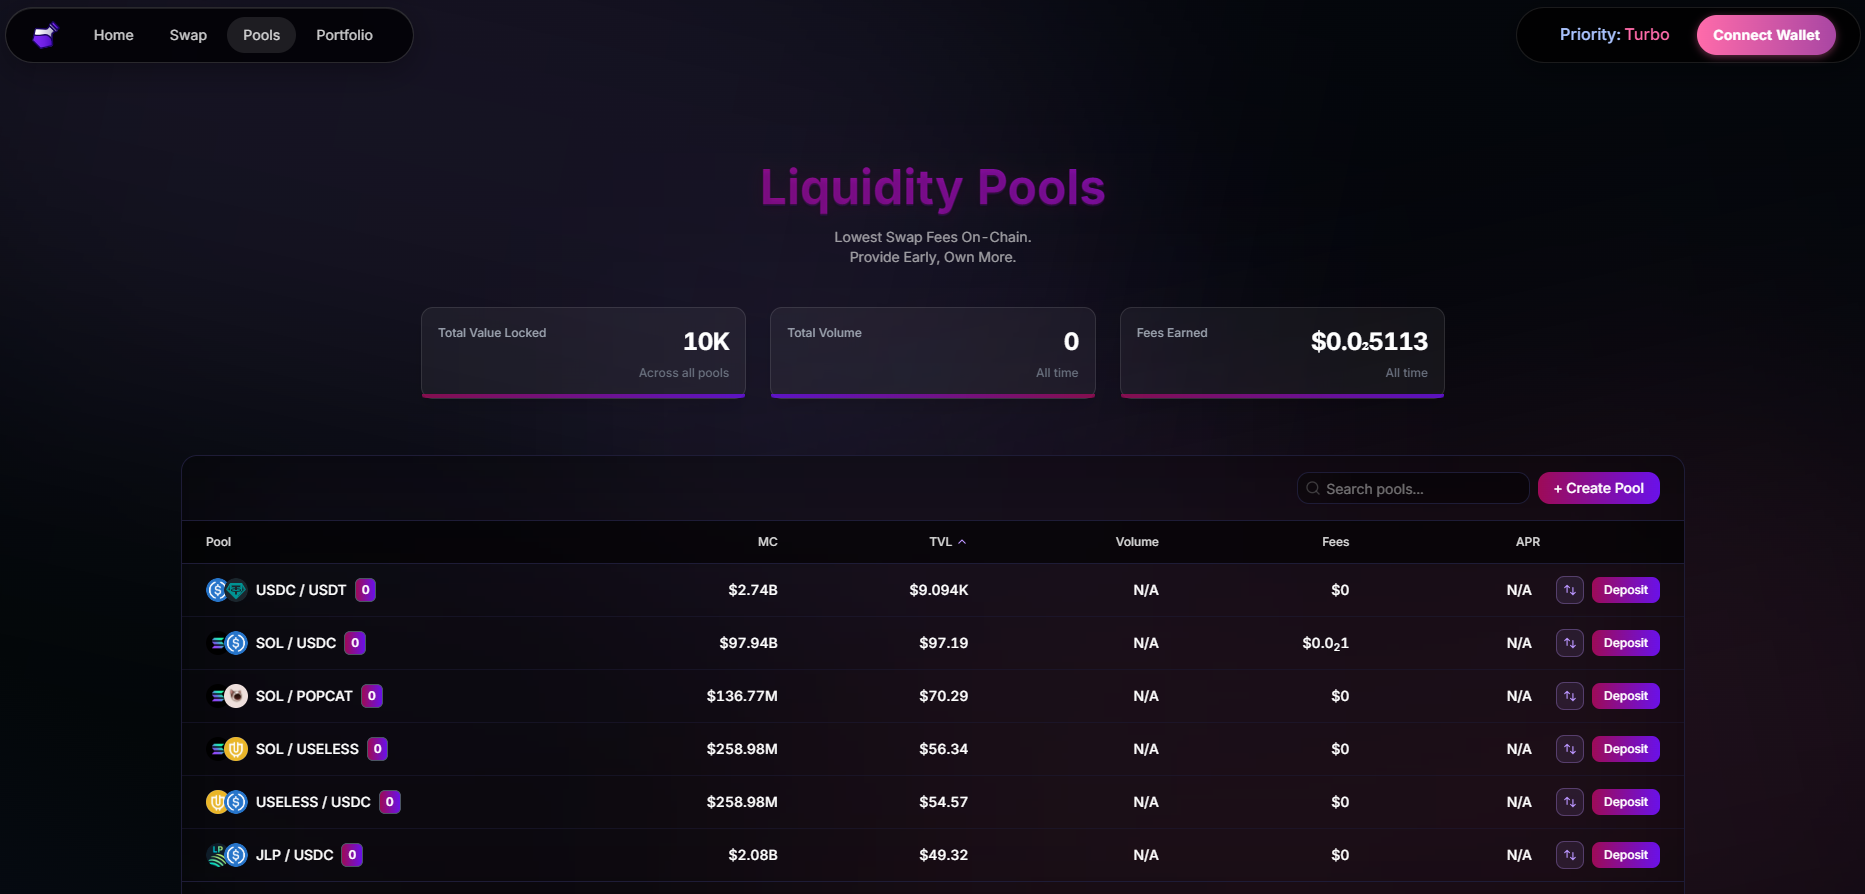 Home Swap Pools Portfolio Priority: Turbo Connect Wallet
Liquidity Pools
Lowest Swap Fees On-Chain.
Provide Early, Own More.
Total Value Locked
10K
Across all pools
Total Volume
0
All time
Fees Earned
$0.0₂5113
All time
Search pools...
+ Create Pool
Pool MC TVL Volume Fees APR
USDC / USDT 0 $2.74B $9.094K N/A $0 N/A Deposit
SOL / USDC 0 $97.94B $97.19 N/A $0.0₂1 N/A Deposit
SOL / POPCAT 0 $136.77M $70.29 N/A $0 N/A Deposit
SOL / USELESS 0 $258.98M $56.34 N/A $0 N/A Deposit
USELESS / USDC 0 $258.98M $54.57 N/A $0 N/A Deposit
JLP / USDC 0 $2.08B $49.32 N/A $0 N/A Deposit